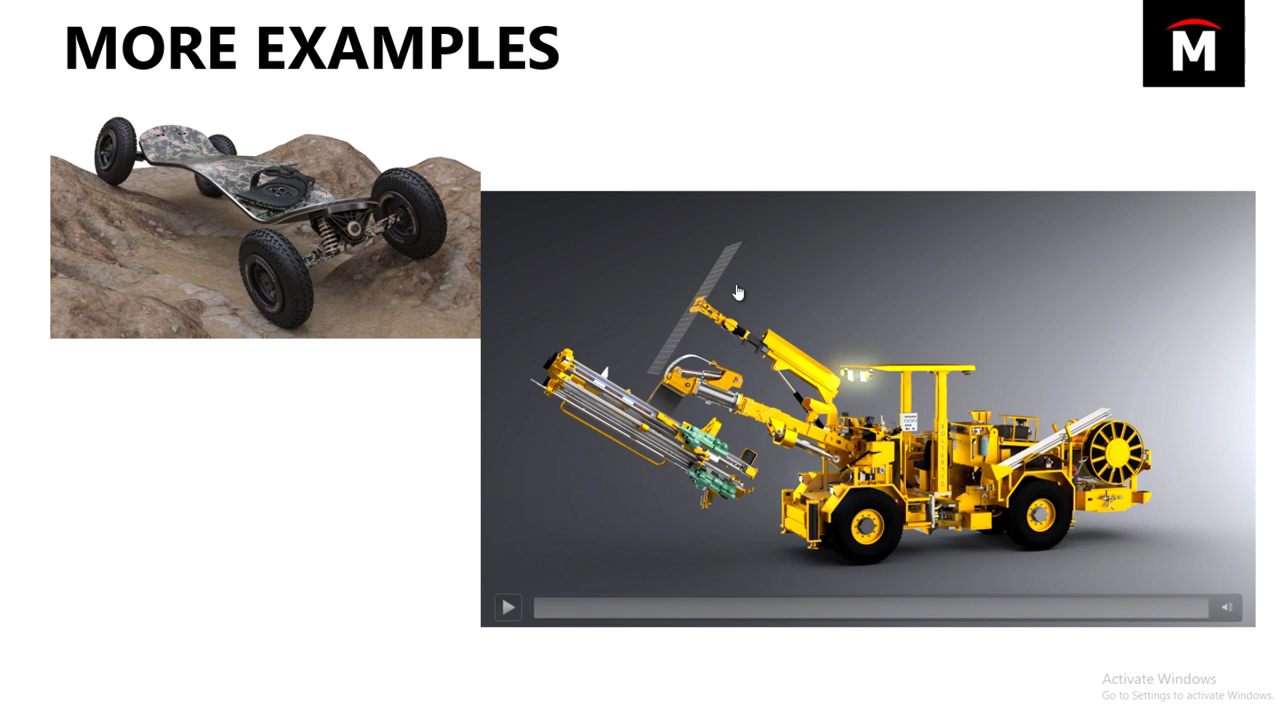 MORE EXAMPLES
M
Activate Windows
Go to Settings to activate Windows.